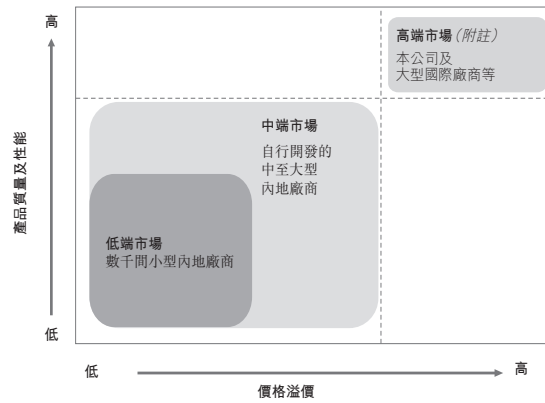 高
高端市場(附註)
本公司及
大型國際廠商等
中端市場
自行開發的
中至大型
內地廠商
產品質量及性能
低端市場
數千間小型內地廠商
低
低
高
價格溢價